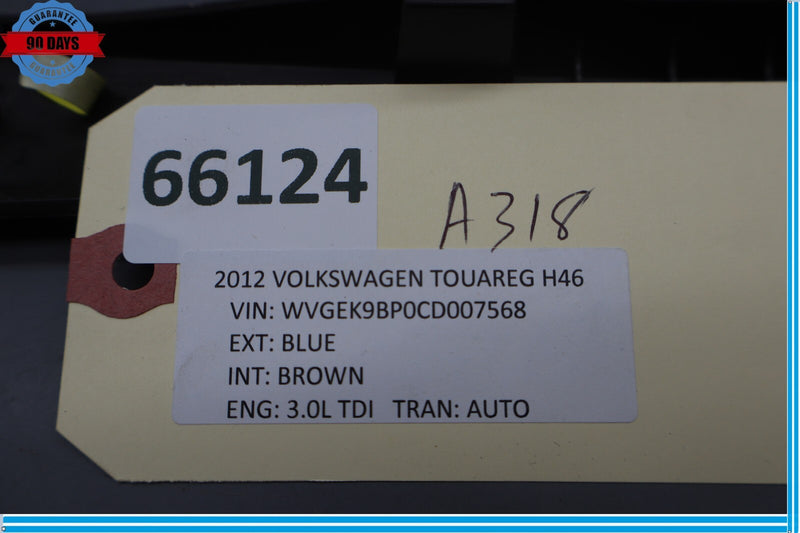 GUARANTEE
90 DAYS
GUARANTEE
66124
A318
2012 VOLKSWAGEN TOUAREG H46
VIN: WVGEK9BP0CD007568
EXT: BLUE
INT: BROWN
ENG: 3.0L TDI TRAN: AUTO